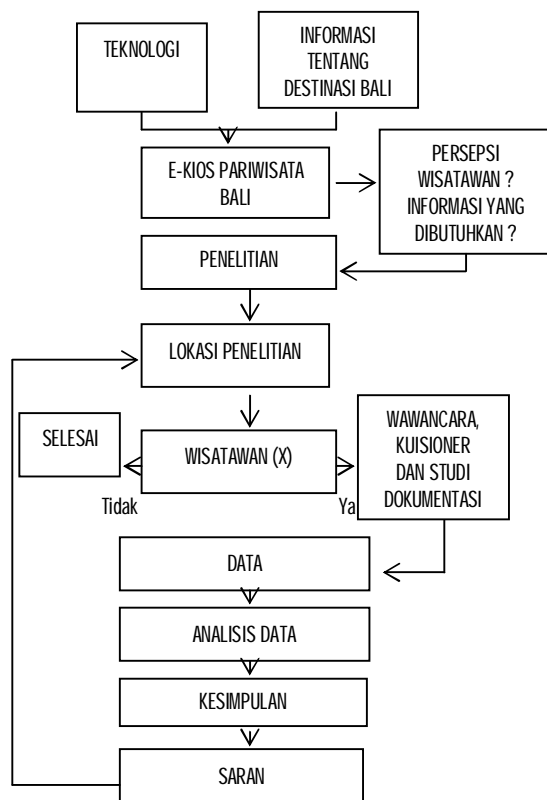 TEKNOLOGI
INFORMASI
TENTANG
DESTINASI BALI
E-KIOS PARIWISATA
BALI
PERSEPSI
WISATAWAN ?
INFORMASI YANG
DIBUTUHKAN ?
PENELITIAN
LOKASI PENELITIAN
SELESAI
WISATAWAN (X)
WAWANCARA,
KUISIONER
DAN STUDI
DOKUMENTASI
Tidak
Ya
DATA
ANALISIS DATA
KESIMPULAN
SARAN